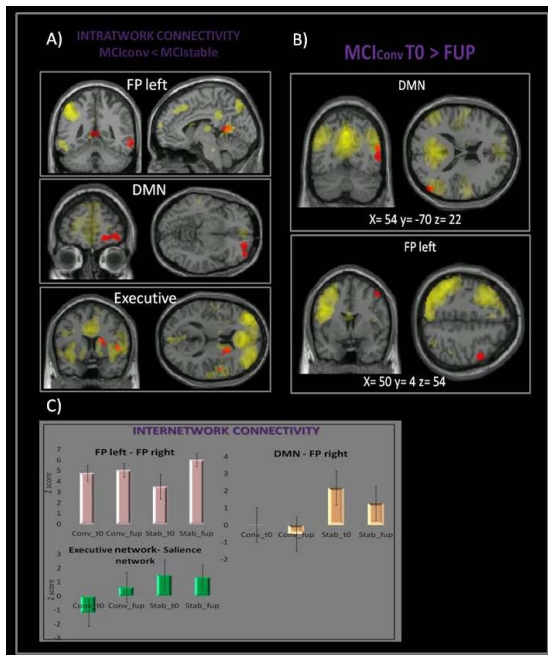 A)
INTRATWORK CONNECTIVITY
MCIconv < MCIstable
FP left
DMN
Executive
B)
MCIConv T0 > FUP
DMN
X= 54 y= -70 z= 22
FP left
X= 50 y= 4 z= 54
C)
INTERNETWORK CONNECTIVITY
FP left - FP right
Z score
7
6
5
4
3
2
1
0
Conv_t0 Conv_fup Stab_t0 Stab_fup
DMN - FP right
4
3
2
1
0
-1
-2
Conv_t0 Conv_fup Stab_t0 Stab_fup
Executive network- Salience
network
Z score
3
2
1
0
-1
-2
-3
Conv_t0 Conv_fup Stab_t0 Stab_fup